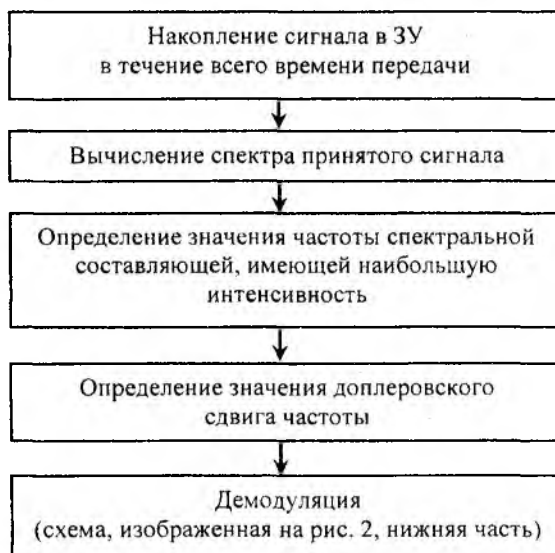 Накопление сигнала в ЗУ
в течение всего времени передачи
Вычисление спектра принятого сигнала
Определение значения частоты спектральной
составляющей, имеющей наибольшую
интенсивность
Определение значения доплеровского
сдвига частоты
Демодуляция
(схема, изображенная на рис. 2, нижняя часть)